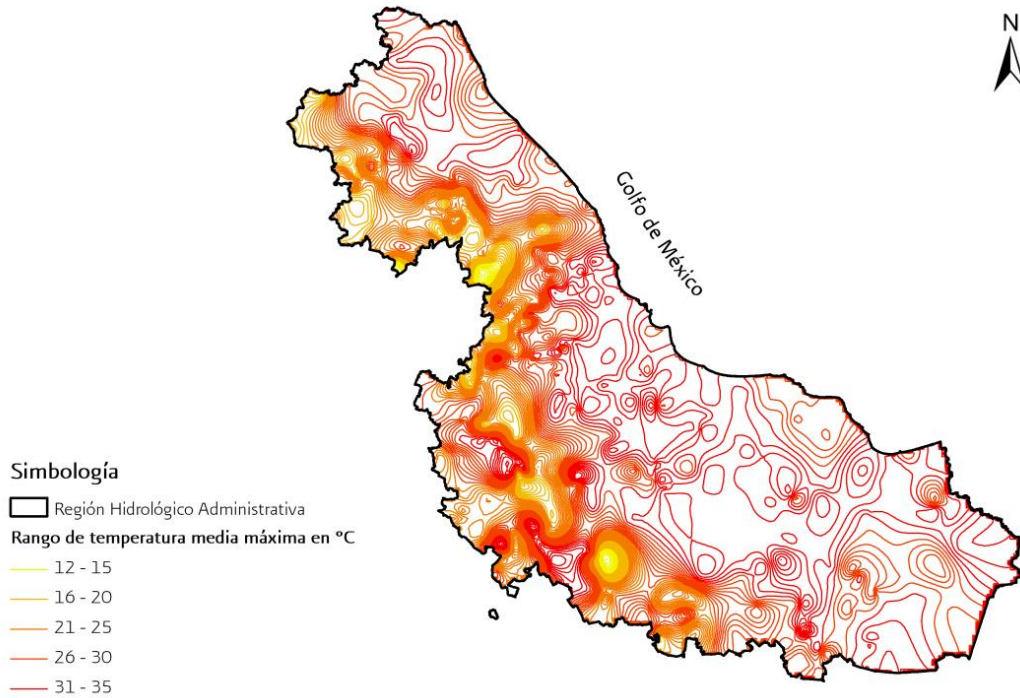 N
Golfo de México
Simbología
Región Hidrológico Administrativa
Rango de temperatura media máxima en °C
12 - 15
16 - 20
21 - 25
26 - 30
31 - 35